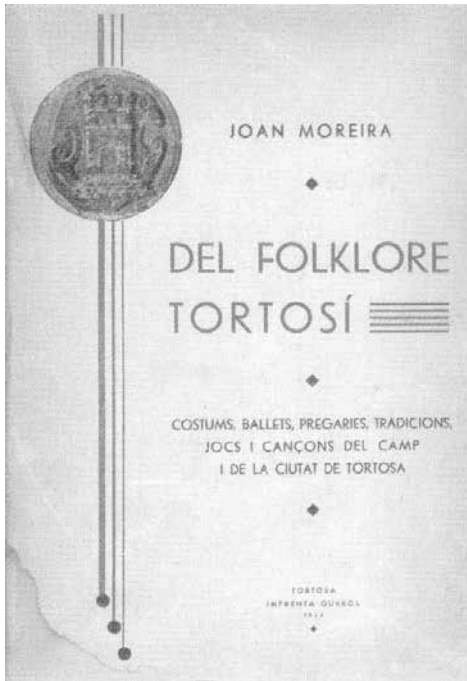 JOAN MOREIRA
DEL FOLKLORE
TORTOSÍ
COSTUMS, BALLETS, PREGARIES, TRADICIONS,
JOCS I CANÇONS DEL CAMP
I DE LA CIUTAT DE TORTOSA
TORTOSA
IMPRENTA QUEROL